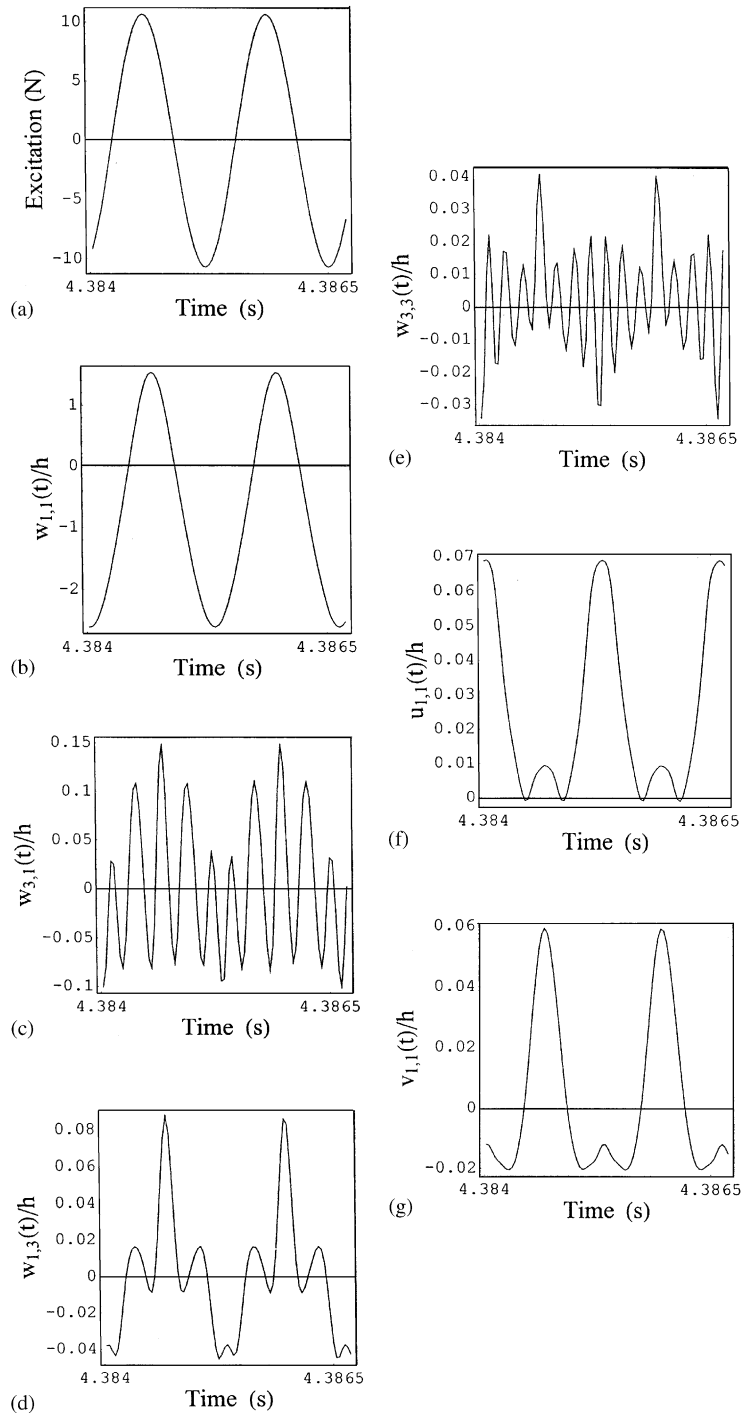 10
5
0
−5
−10
Excitation (N)
4.384
4.3865
Time (s)
(a)
1
0
−1
−2
w1,1(t)/h
4.384
4.3865
Time (s)
(b)
0.15
0.1
0.05
0
−0.05
−0.1
w3,1(t)/h
4.384
4.3865
Time (s)
(c)
0.08
0.06
0.04
0.02
0
−0.02
−0.04
w1,3(t)/h
4.384
4.3865
Time (s)
(d)
0.04
0.03
0.02
0.01
0
−0.01
−0.02
−0.03
w3,3(t)/h
4.384
4.3865
Time (s)
(e)
0.07
0.06
0.05
0.04
0.03
0.02
0.01
0
u1,1(t)/h
4.384
4.3865
Time (s)
(f)
0.06
0.04
0.02
0
−0.02
v1,1(t)/h
4.384
4.3865
Time (s)
(g)